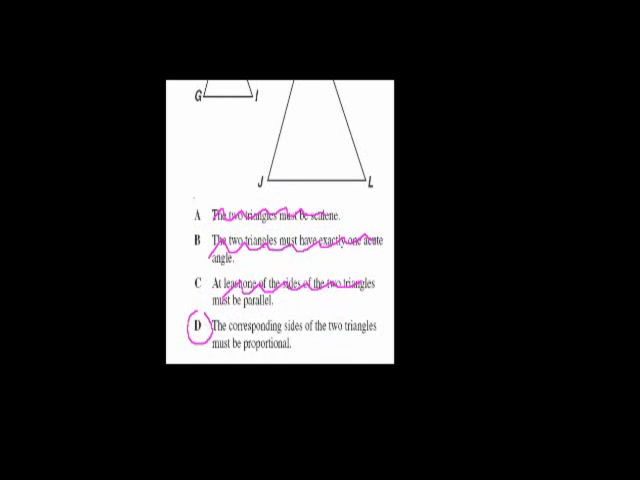 G I
J L
A The two triangles must be scalene.
B The two triangles must have exactly one acute
angle.
C At least one of the sides of the two triangles
must be parallel.
D The corresponding sides of the two triangles
must be proportional.